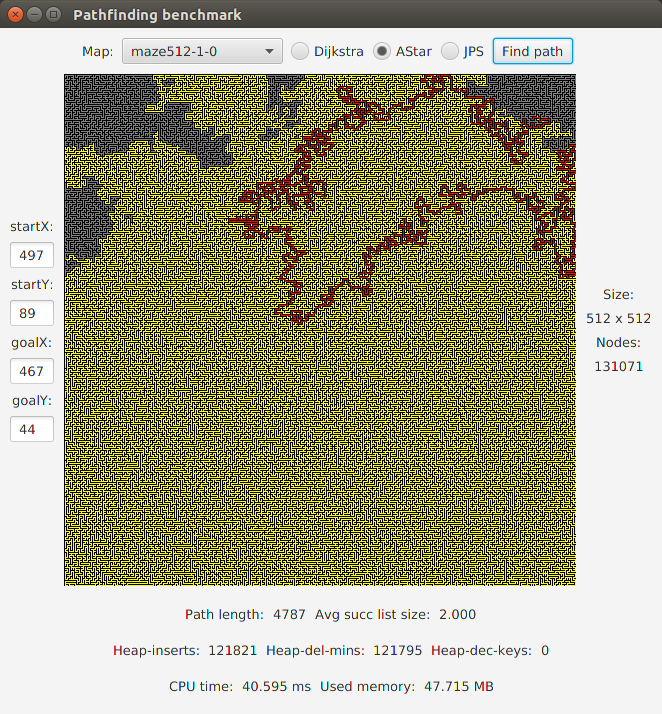 Pathfinding benchmark
Map: maze512-1-0 Dijkstra AStar JPS Find path
startX:
497
startY:
89
goalX:
467
goalY:
44
Size:
512 x 512
Nodes:
131071
Path length: 4787 Avg succ list size: 2.000
Heap-inserts: 121821 Heap-del-mins: 121795 Heap-dec-keys: 0
CPU time: 40.595 ms Used memory: 47.715 MB